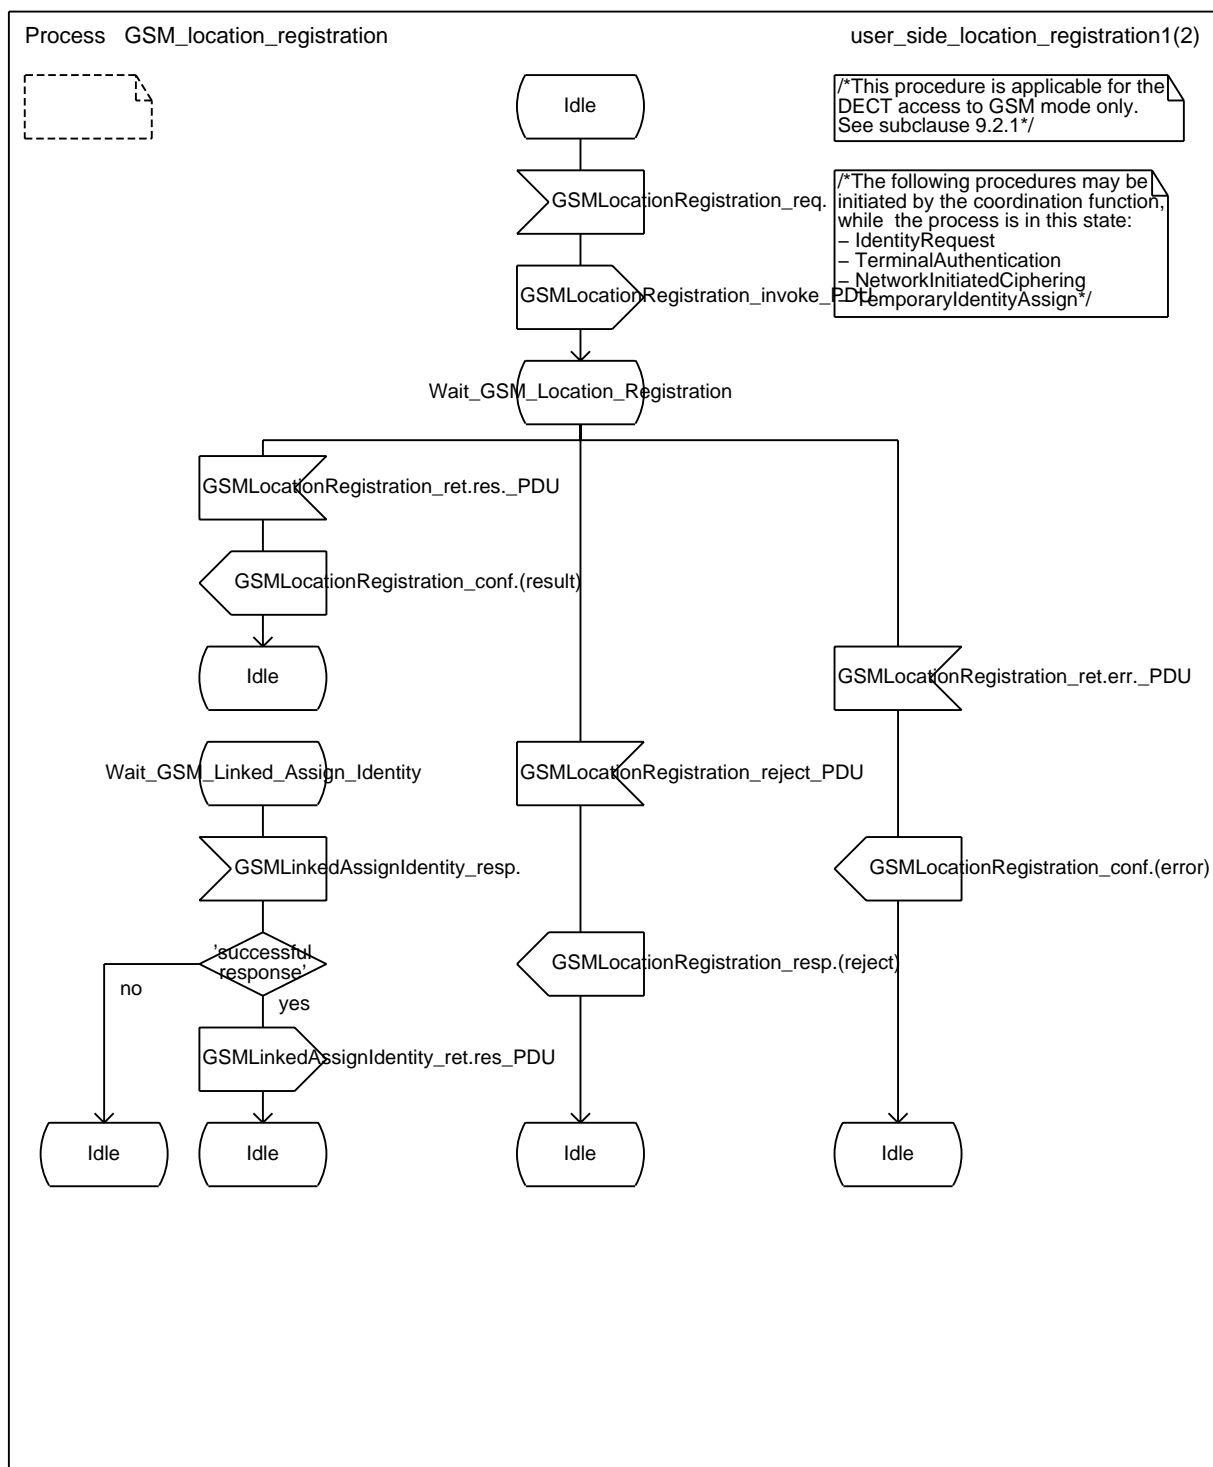 Process GSM_location_registration
user_side_location_registration1(2)
Idle
/*This procedure is applicable for the
DECT access to GSM mode only.
See subclause 9.2.1*/
GSMLocationRegistration_req.
/*The following procedures may be
initiated by the coordination function,
while the process is in this state:
– IdentityRequest
– TerminalAuthentication
– NetworkInitiatedCiphering
– TemporaryIdentityAssign*/
GSMLocationRegistration_invoke_PDU
Wait_GSM_Location_Registration
GSMLocationRegistration_ret.res._PDU
GSMLocationRegistration_conf.(result)
Idle
GSMLocationRegistration_ret.err._PDU
Wait_GSM_Linked_Assign_Identity
GSMLocationRegistration_reject_PDU
GSMLinkedAssignIdentity_resp.
GSMLocationRegistration_conf.(error)
'successful
response'
GSMLocationRegistration_resp.(reject)
no
yes
GSMLinkedAssignIdentity_ret.res_PDU
Idle
Idle
Idle
Idle